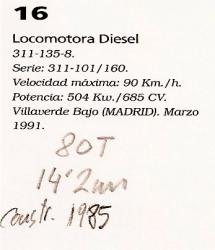 16
Locomotora Diesel
311-135-8.
Serie: 311-101/160.
Velocidad máxima: 90 Km./h.
Potencia: 504 Kw./685 CV.
Villaverde Bajo (MADRID). Marzo
1991.
80T
14'2 m
constr. 1985